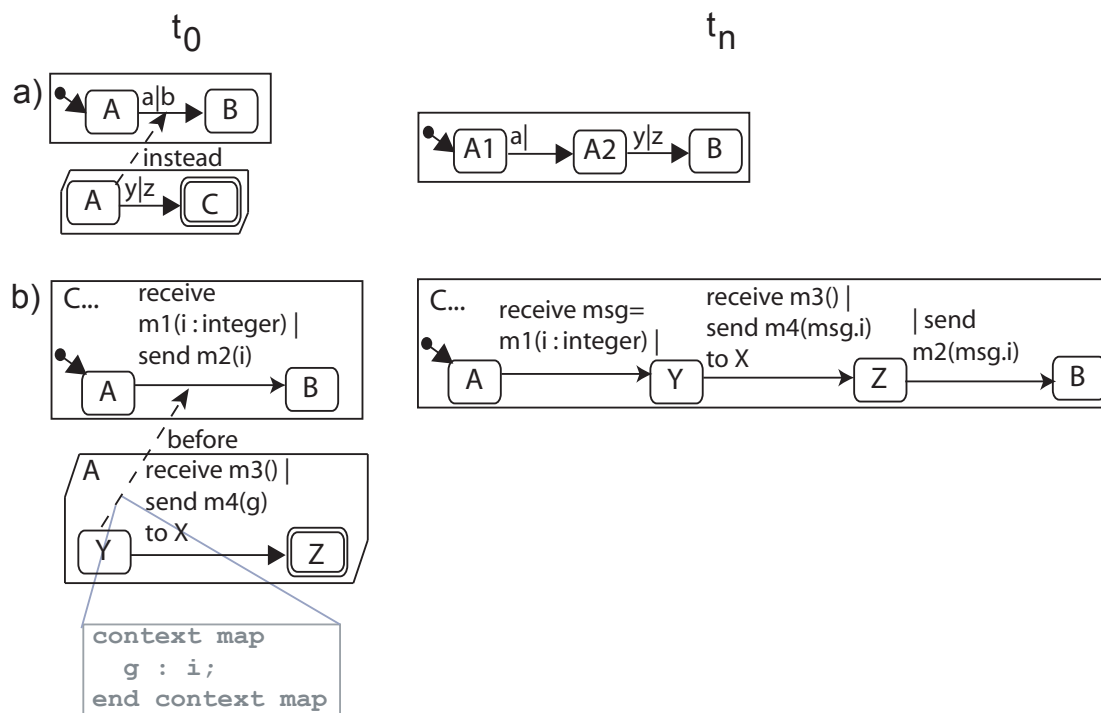 t0
tn
a)
A
a|b
B
instead
A
y|z
C
A1
a|
A2
y|z
B
b)
C...
receive
m1(i : integer) |
send m2(i)
A
B
before
A
receive m3() |
send m4(g)
to X
Y
Z
context map
g : i;
end context map
C...
receive msg=
m1(i : integer) |
receive m3() |
send m4(msg.i)
to X
| send
m2(msg.i)
A
Y
Z
B